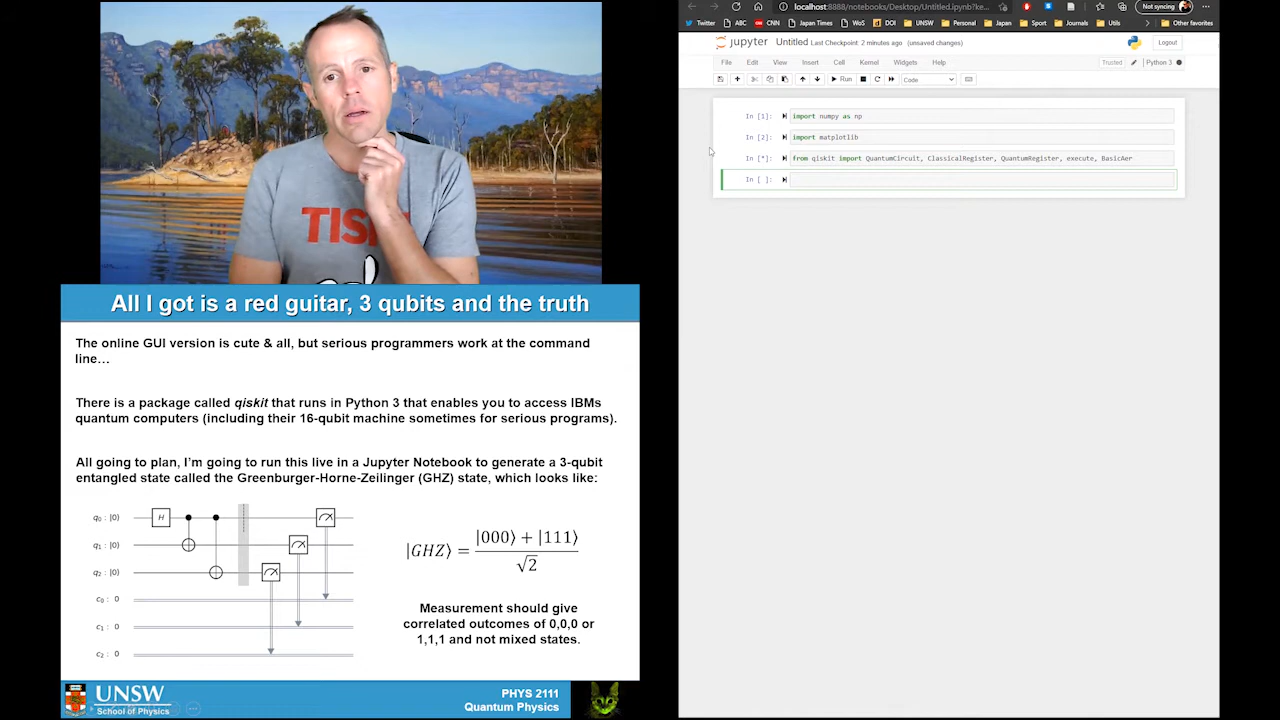 TIS
All I got is a red guitar, 3 qubits and the truth
The online GUI version is cute & all, but serious programmers work at the command
line…
There is a package called qiskit that runs in Python 3 that enables you to access IBMs
quantum computers (including their 16-qubit machine sometimes for serious programs).
All going to plan, I'm going to run this live in a Jupyter Notebook to generate a 3-qubit
entangled state called the Greenburger-Horne-Zeilinger (GHZ) state, which looks like:
q0 : |0⟩
H
q1 : |0⟩
q2 : |0⟩
c0 : 0
c1 : 0
c2 : 0
|GHZ⟩ = |000⟩ + |111⟩ / √2
Measurement should give
correlated outcomes of 0,0,0 or
1,1,1 and not mixed states.
UNSW
School of Physics
PHYS 2111
Quantum Physics
localhost:8888/notebooks/Desktop/Untitled.ipynb?ke...
Not syncing
Twitter ABC CNN Japan Times WoS UNSW Personal Japan Sport Journals Utils Other favorites
jupyter Untitled Last Checkpoint: 2 minutes ago (unsaved changes)
Logout
File Edit View Insert Cell Kernel Widgets Help
Trusted Python 3
Run Code
In [1]: import numpy as np
In [2]: import matplotlib
In [*]: from qiskit import QuantumCircuit, ClassicalRegister, QuantumRegister, execute, BasicAer
In [ ]: